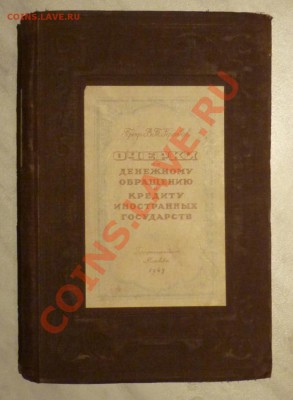 COINS.LAVE.RU
ОЧЕРКИ
ДЕНЕЖНОМУ
ОБРАЩЕНИЮ
КРЕДИТУ
ИНОСТРАННЫХ
ГОСУДАРСТВ
Москва
COINS.LAVE.RU